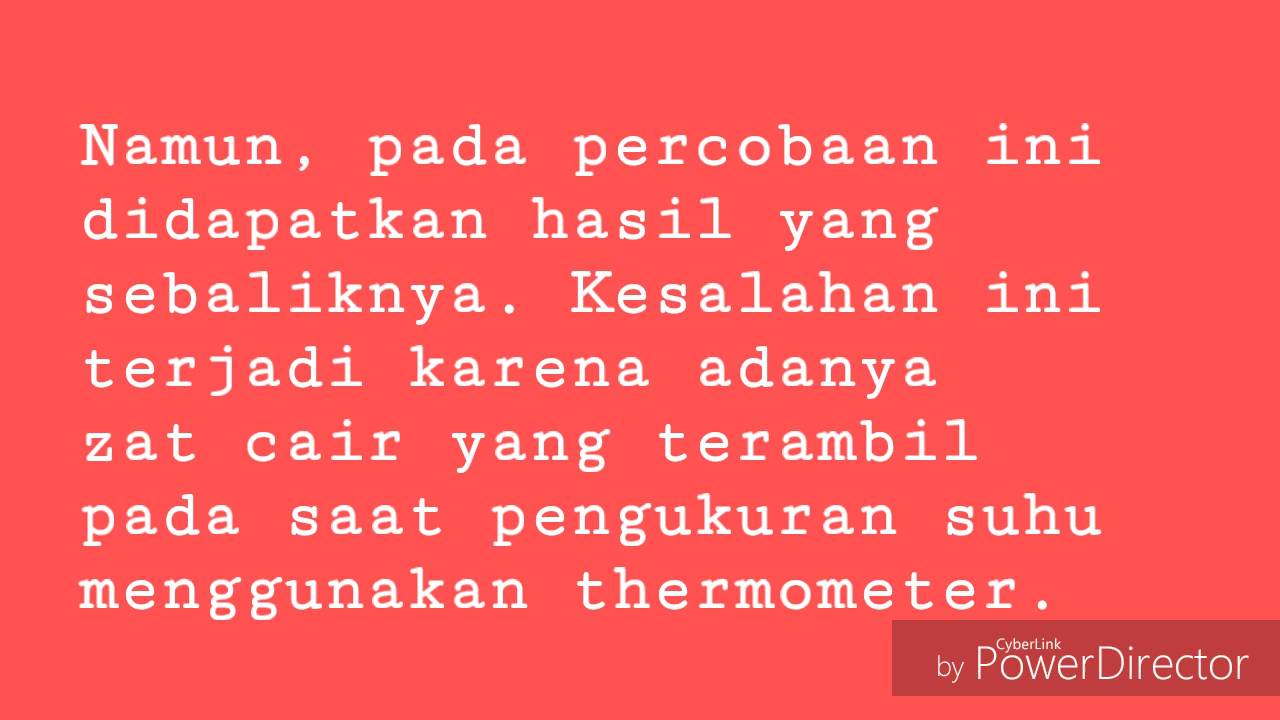 Namun, pada percobaan ini
didapatkan hasil yang
sebaliknya. Kesalahan ini
terjadi karena adanya
zat cair yang terambil
pada saat pengukuran suhu
menggunakan thermometer.
CyberLink
by PowerDirector